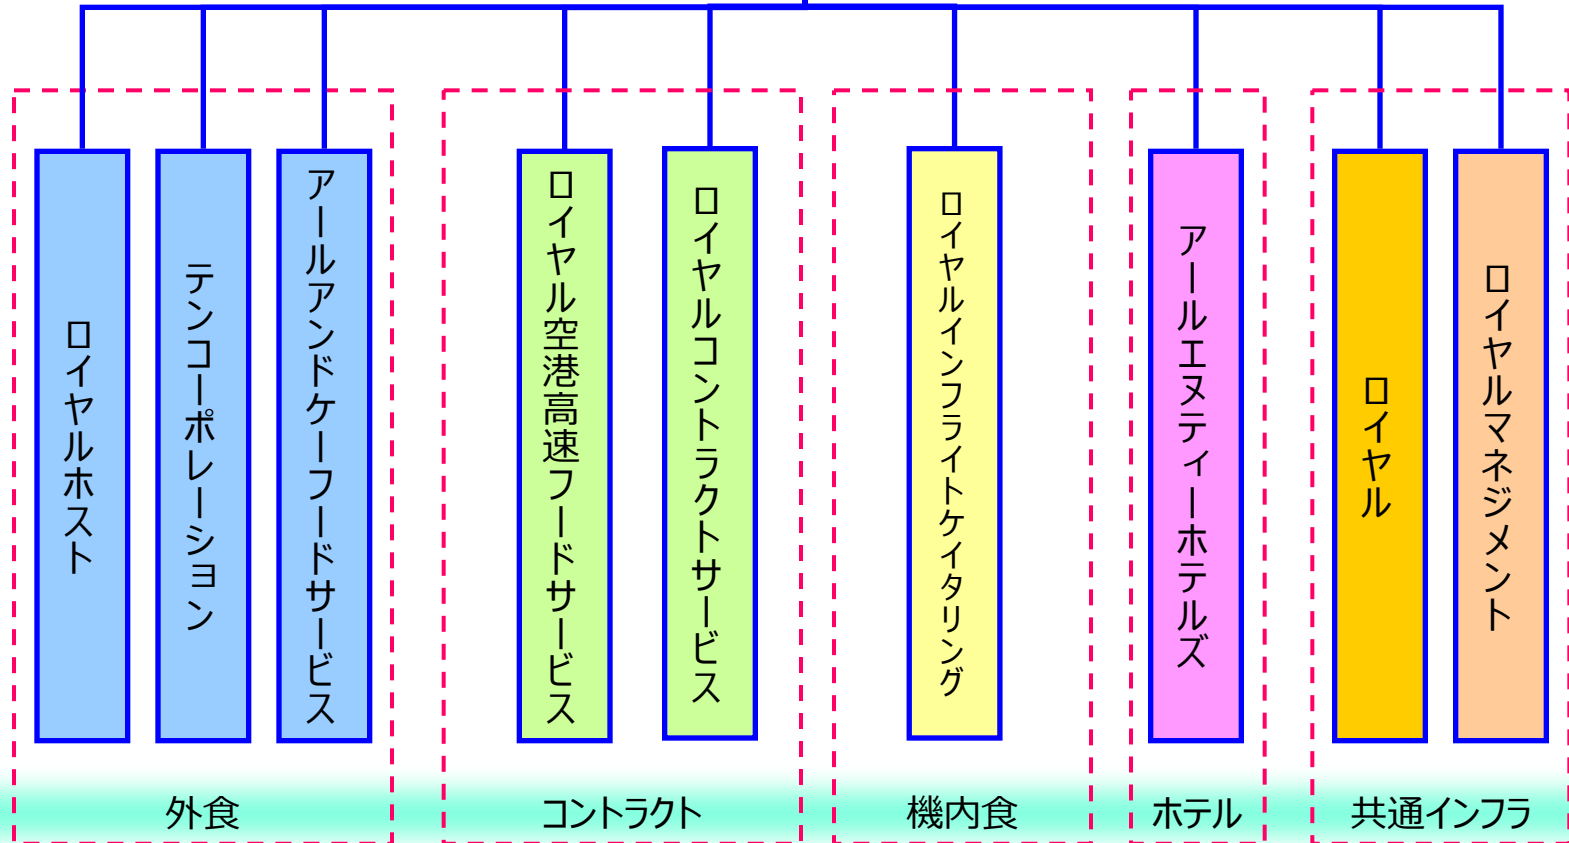 ロイヤルホスト
テンコーポレーション
アールアンドケーフードサービス
ロイヤル空港高速フードサービス
ロイヤルコントラクトサービス
ロイヤルインフライトケイタリング
アールエヌティーホテルズ
ロイヤル
ロイヤルマネジメント
外食
コントラクト
機内食
ホテル
共通インフラ